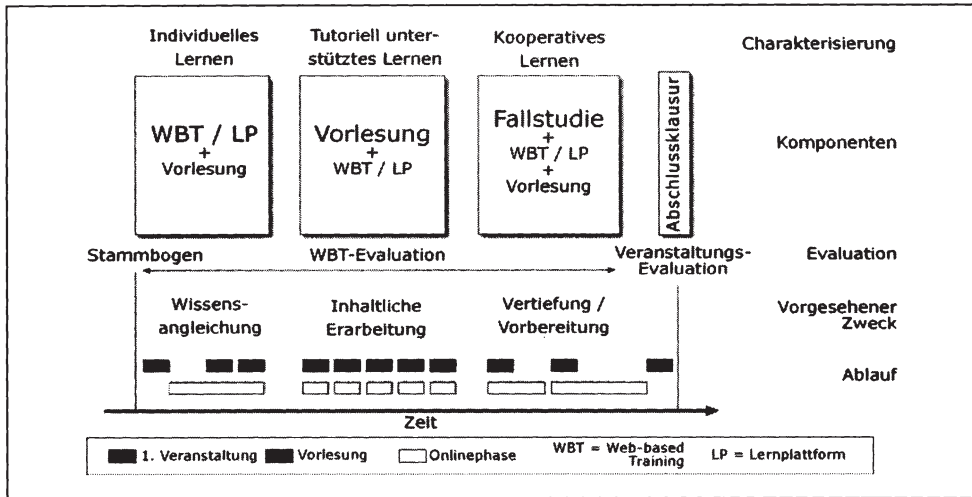 Individuelles
Lernen
Tutoriell unter-
stütztes Lernen
Kooperatives
Lernen
Charakterisierung
WBT / LP
+
Vorlesung
Vorlesung
+
WBT / LP
Fallstudie
+
WBT / LP
+
Vorlesung
Abschlussklausur
Komponenten
Stammbogen
WBT-Evaluation
Veranstaltungs-
Evaluation
Evaluation
Wissens-
angleichung
Inhaltliche
Erarbeitung
Vertiefung /
Vorbereitung
Vorgesehener
Zweck
Ablauf
Zeit
1. Veranstaltung
Vorlesung
Onlinephase
WBT = Web-based
Training
LP = Lernplattform